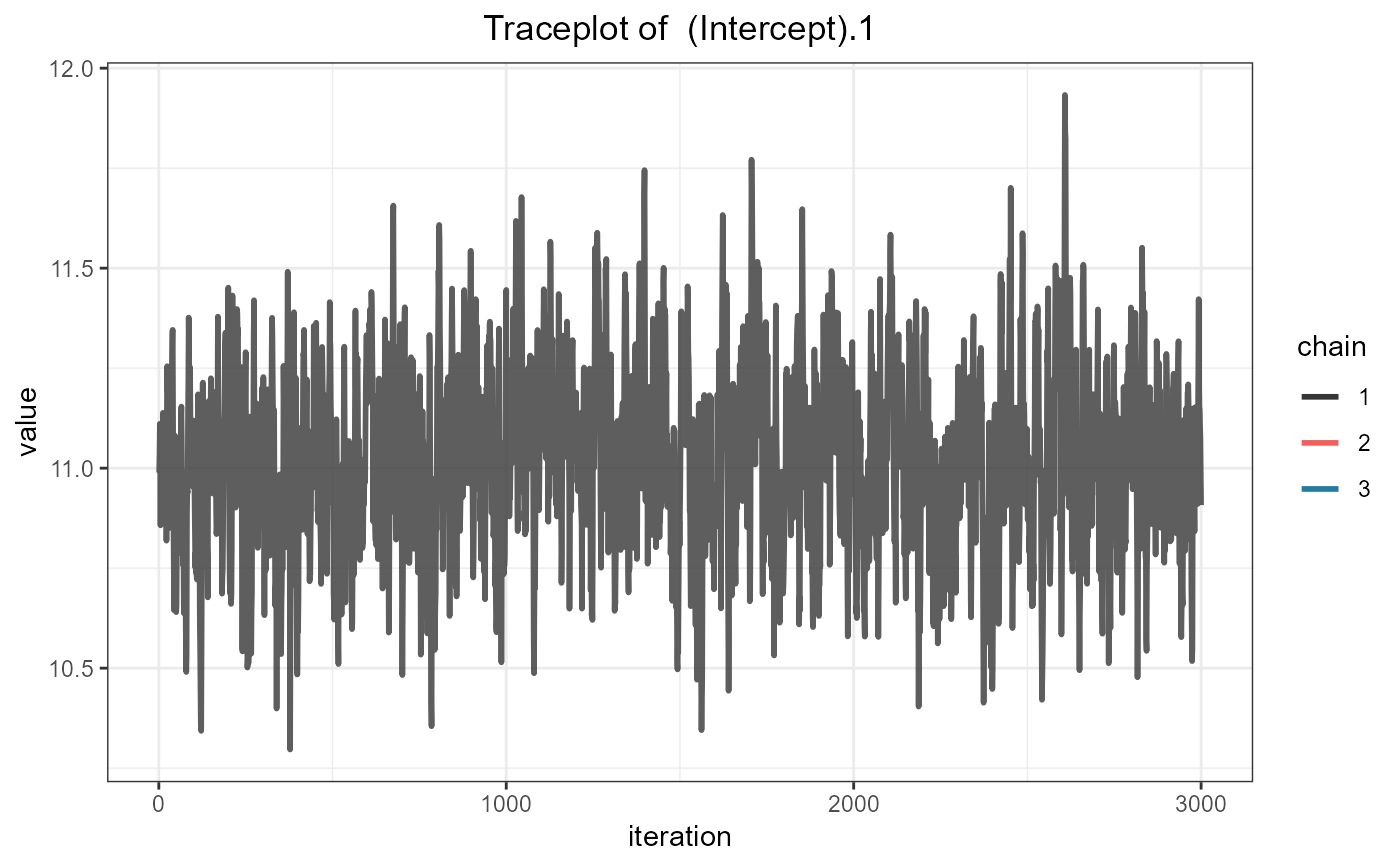 Traceplot of  (Intercept).1
12.0
11.5
11.0
10.5
value
0 1000 2000 3000
iteration
chain
1
2
3